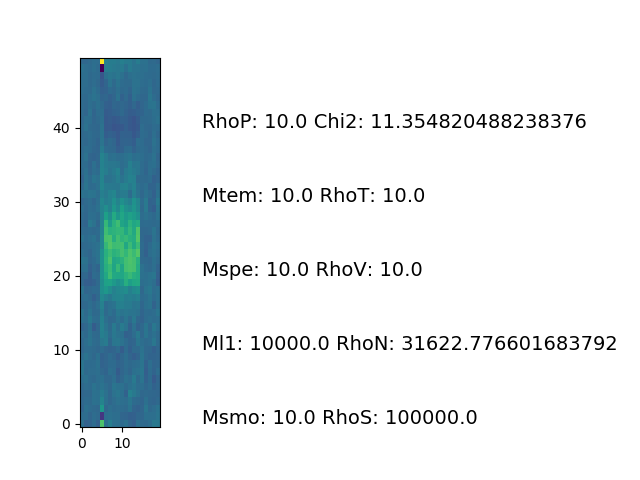 40
30
20
10
0
0 10
RhoP: 10.0 Chi2: 11.354820488238376
Mtem: 10.0 RhoT: 10.0
Mspe: 10.0 RhoV: 10.0
Ml1: 10000.0 RhoN: 31622.776601683792
Msmo: 10.0 RhoS: 100000.0